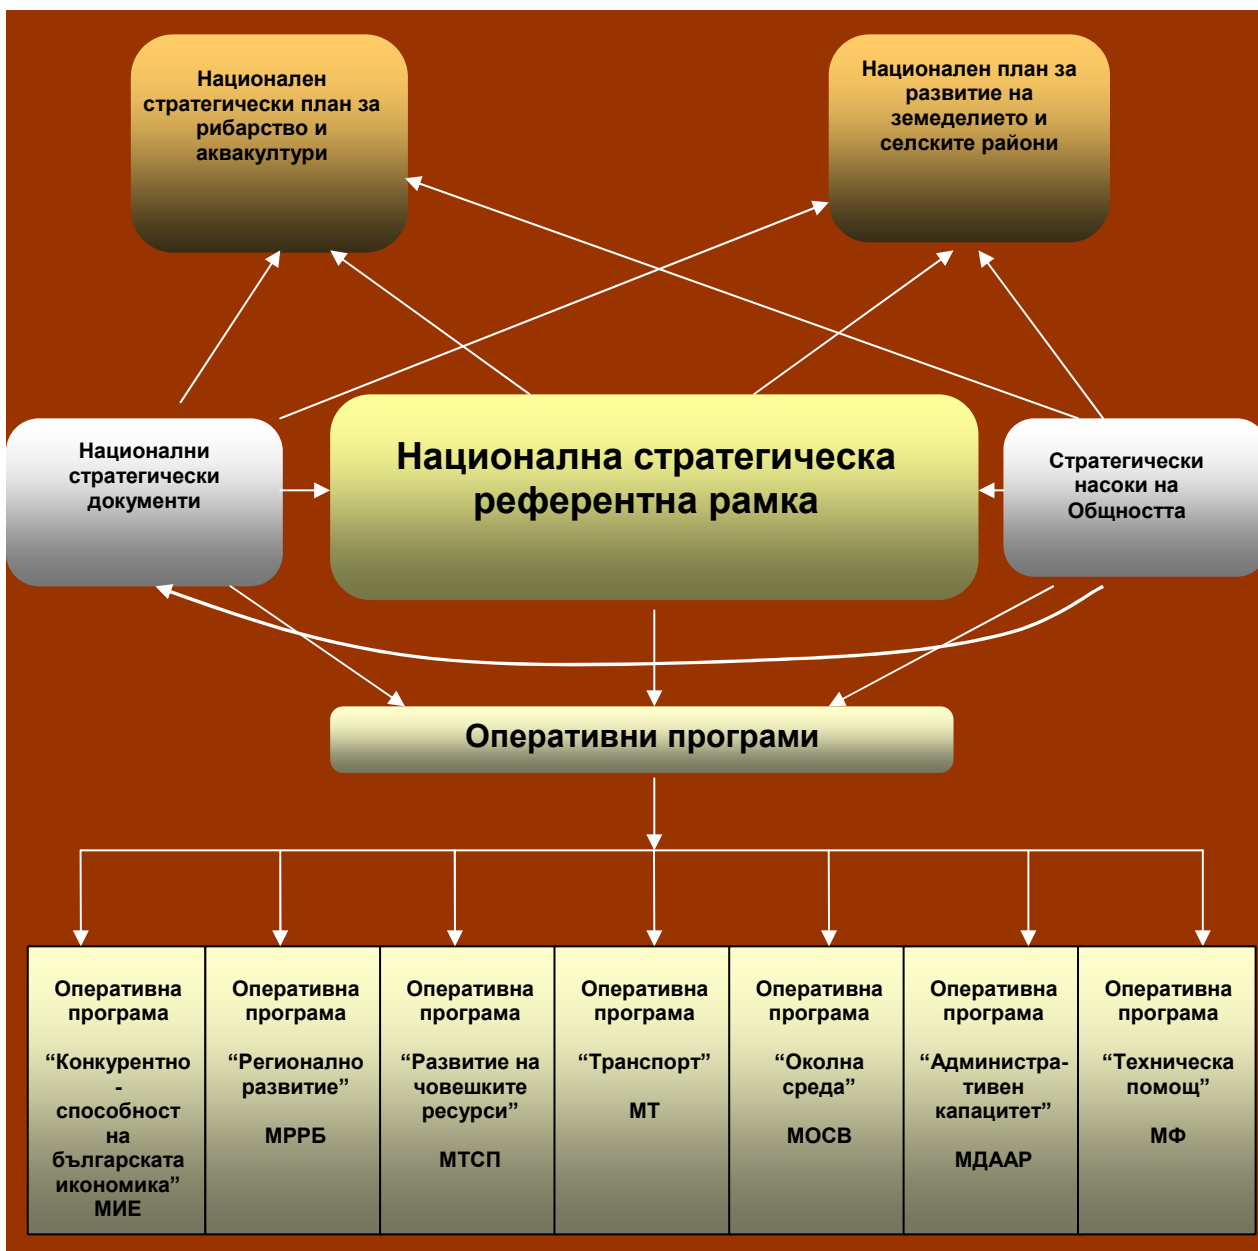 Национален
стратегически план за
рибарство и
аквакултури
Национален план за
развитие на
земеделието и
селските райони
Национални
стратегически
документи
Национална стратегическа
референтна рамка
Стратегически
насоки на
Общността
Оперативни програми
Оперативна
програма
“Конкурентно
-
способност
на
българската
икономика”
МИЕ
Оперативна
програма
“Регионално
развитие”
МРРБ
Оперативна
програма
“Развитие на
човешките
ресурси”
МТСП
Оперативна
програма
“Транспорт”
МТ
Оперативна
програма
“Околна
среда”
МОСВ
Оперативна
програма
“Администра-
тивен
капацитет”
МДААР
Оперативна
програма
“Техническа
помощ”
МФ